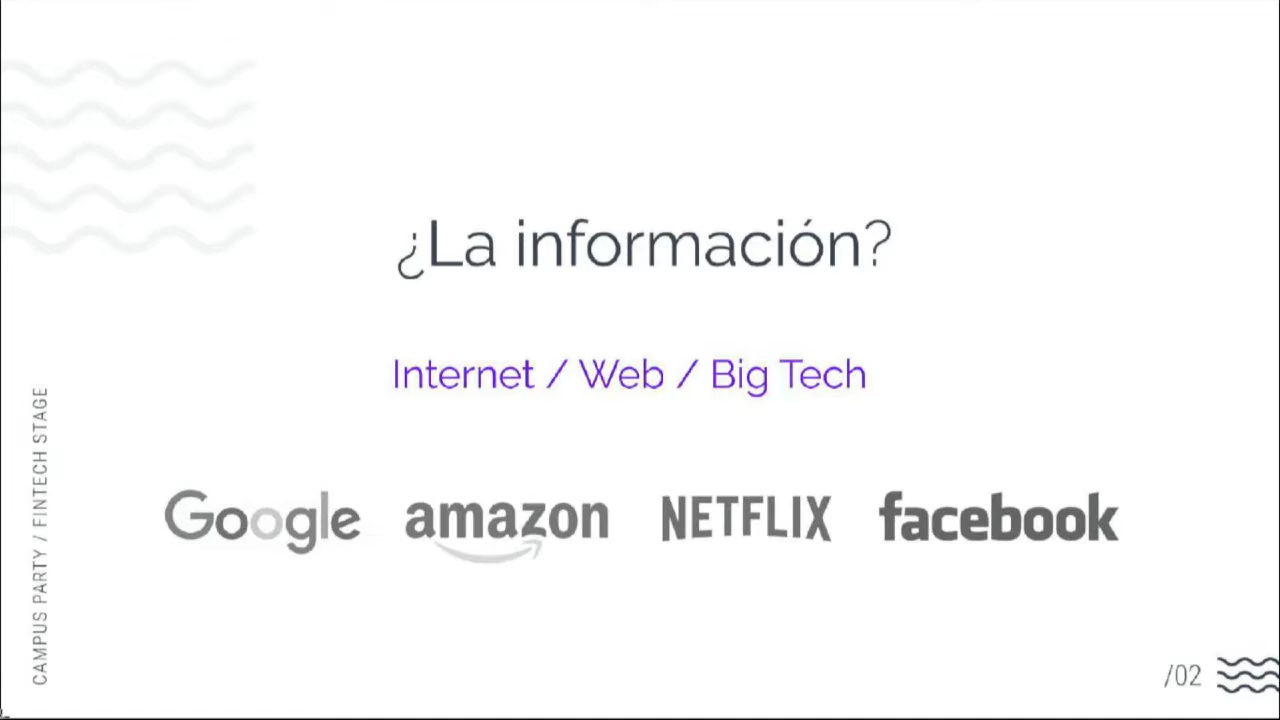 ¿La información?
Internet / Web / Big Tech
Google amazon NETFLIX facebook
CAMPUS PARTY / FINTECH STAGE
/02